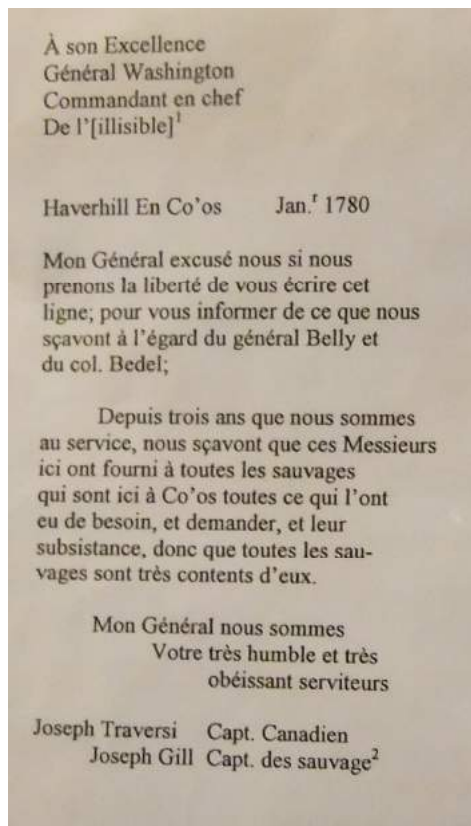 À son Excellence
Général Washington
Commandant en chef
De l'[illisible]¹
Haverhill En Co'os Jan.ʳ 1780
Mon Général excusé nous si nous
prenons la liberté de vous écrire cet
ligne; pour vous informer de ce que nous
sçavont à l'égard du général Belly et
du col. Bedel;
Depuis trois ans que nous sommes
au service, nous sçavont que ces Messieurs
ici ont fourni à toutes les sauvages
qui sont ici à Co'os toutes ce qui l'ont
eu de besoin, et demander, et leur
subsistance, donc que toutes les sau-
vages sont très contents d'eux.
Mon Général nous sommes
Votre très humble et très
obéissant serviteurs
Joseph Traversi Capt. Canadien
Joseph Gill Capt. des sauvage²